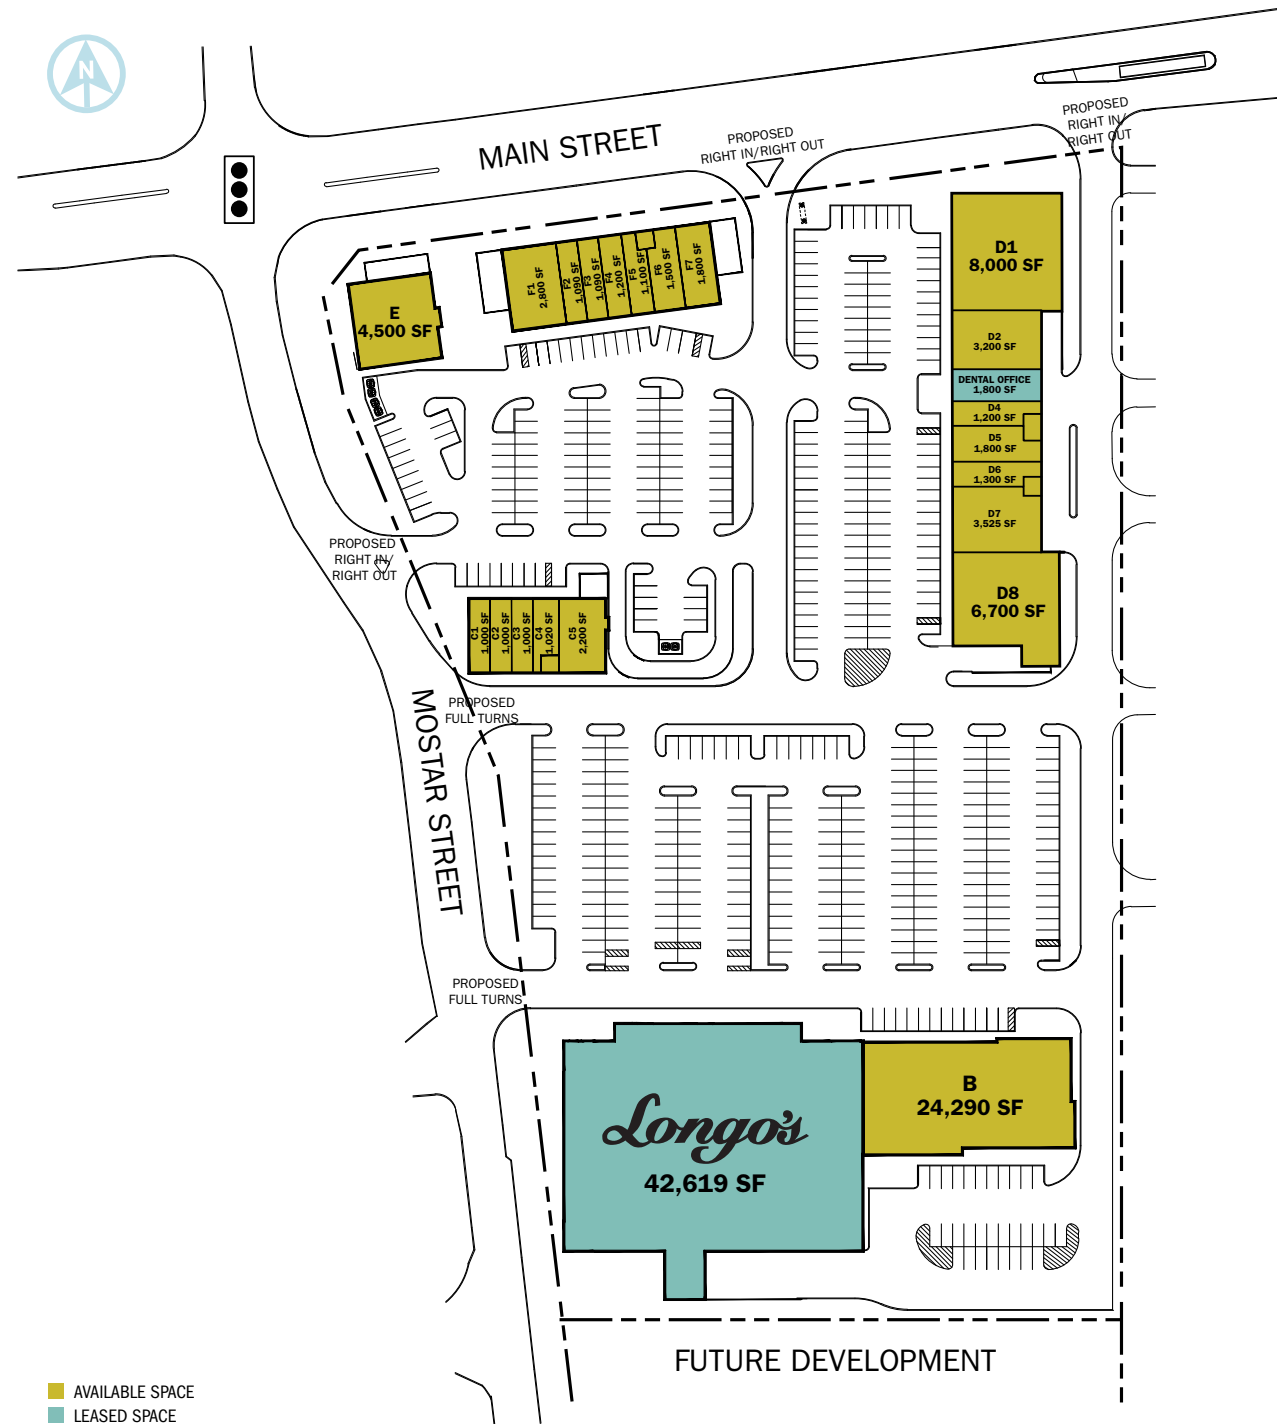 N
MAIN STREET
PROPOSED
RIGHT IN/RIGHT OUT
PROPOSED
RIGHT IN/
RIGHT OUT
E
4,500 SF
F1
2,800 SF
F2
1,090 SF
F3
1,090 SF
F4
1,200 SF
F5
1,100 SF
F6
1,500 SF
F7
1,800 SF
D1
8,000 SF
D2
3,200 SF
DENTAL OFFICE
1,800 SF
D4
1,200 SF
D5
1,800 SF
D6
1,300 SF
D7
3,525 SF
D8
6,700 SF
PROPOSED
RIGHT IN/
RIGHT OUT
C1
1,000 SF
C2
1,000 SF
C3
1,000 SF
C4
1,020 SF
C5
2,200 SF
PROPOSED
FULL TURNS
MOSTAR STREET
PROPOSED
FULL TURNS
Longo's
42,619 SF
B
24,290 SF
FUTURE DEVELOPMENT
AVAILABLE SPACE
LEASED SPACE